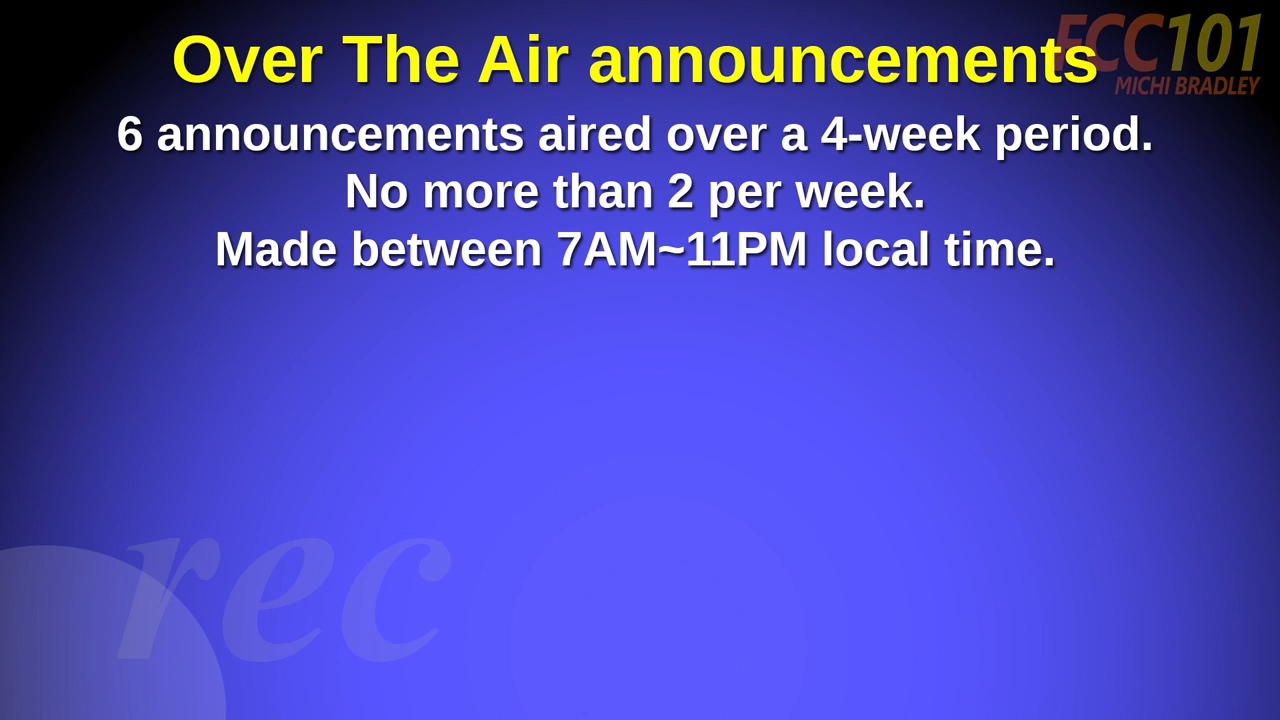 FCC101
MICHI BRADLEY
Over The Air announcements
6 announcements aired over a 4-week period.
No more than 2 per week.
Made between 7AM~11PM local time.
rec